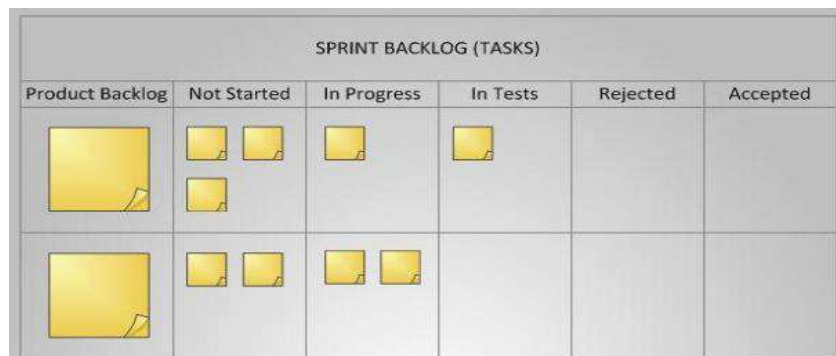 SPRINT BACKLOG (TASKS)
Product Backlog Not Started In Progress In Tests Rejected Accepted